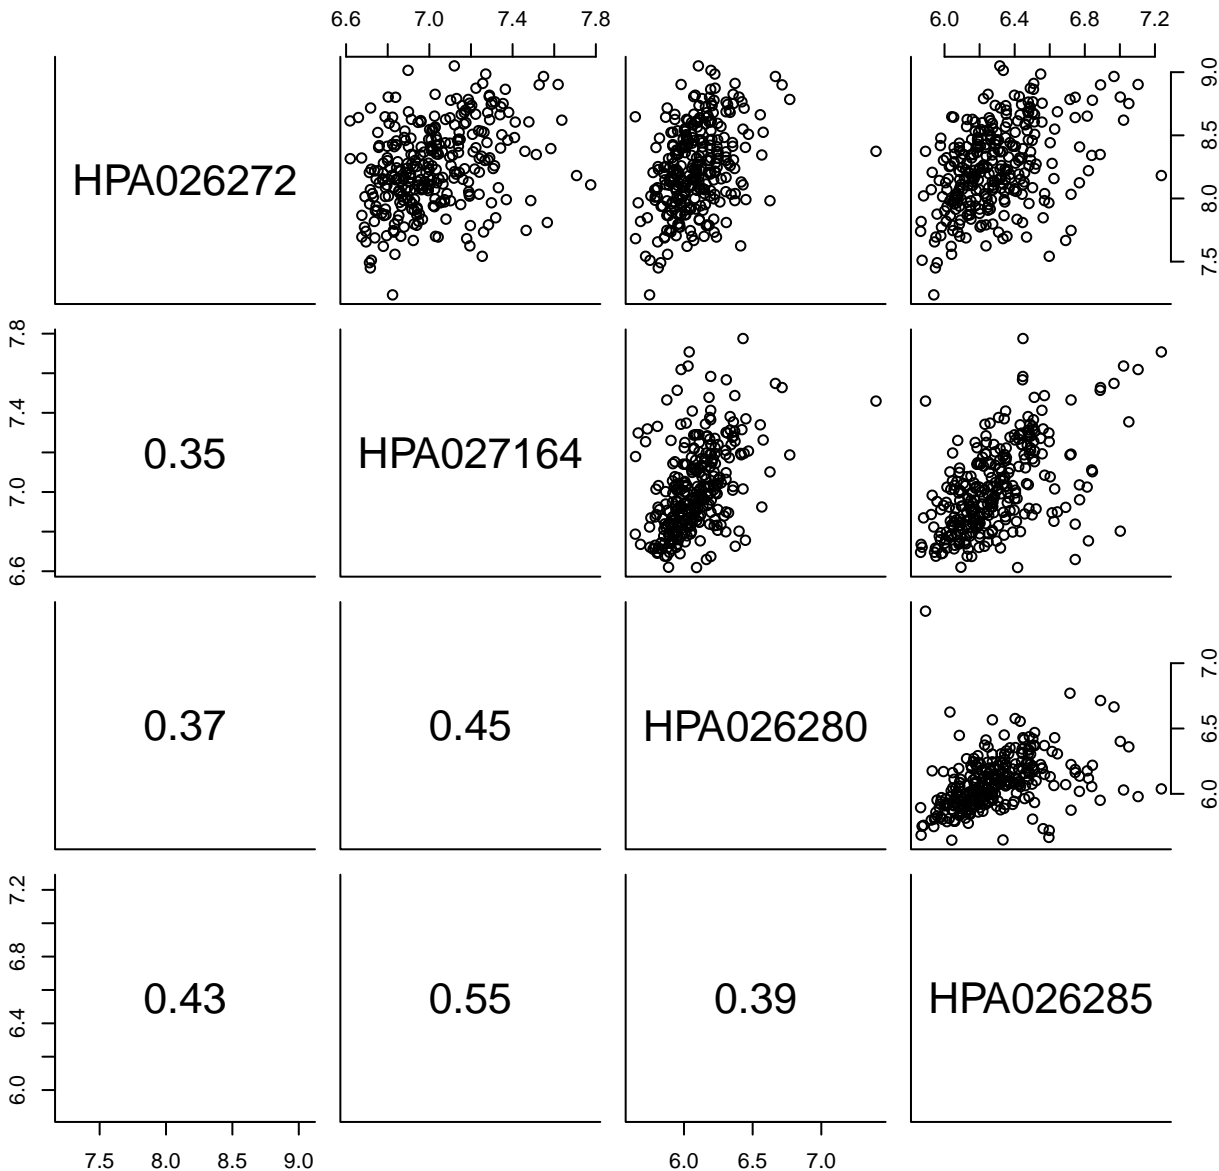 6.6 7.0 7.4 7.8 6.0 6.4 6.8 7.2
HPA026272
7.5 8.0 8.5 9.0
6.6 7.0 7.4 7.8
0.35 HPA027164
0.37 0.45 HPA026280
6.0 6.5 7.0
6.0 6.4 6.8 7.2
0.43 0.55 0.39 HPA026285
7.5 8.0 8.5 9.0 6.0 6.5 7.0